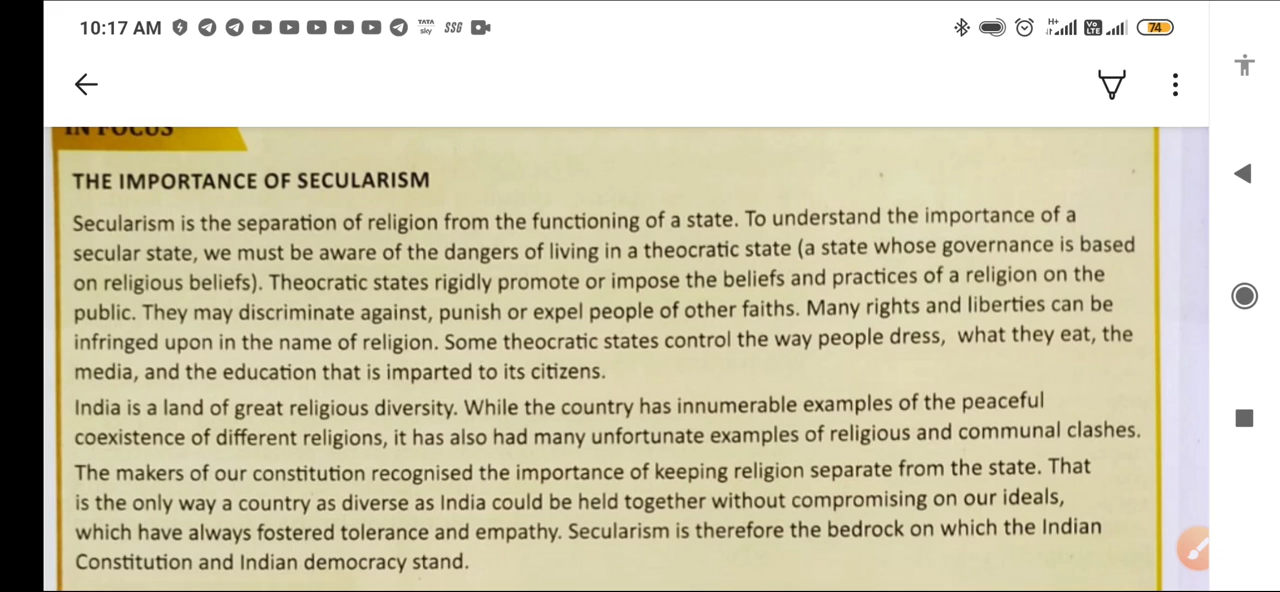 10:17 AM TATA sky SSG H+ Vo LTE 74
IN FOCUS
THE IMPORTANCE OF SECULARISM
Secularism is the separation of religion from the functioning of a state. To understand the importance of a
secular state, we must be aware of the dangers of living in a theocratic state (a state whose governance is based
on religious beliefs). Theocratic states rigidly promote or impose the beliefs and practices of a religion on the
public. They may discriminate against, punish or expel people of other faiths. Many rights and liberties can be
infringed upon in the name of religion. Some theocratic states control the way people dress, what they eat, the
media, and the education that is imparted to its citizens.
India is a land of great religious diversity. While the country has innumerable examples of the peaceful
coexistence of different religions, it has also had many unfortunate examples of religious and communal clashes.
The makers of our constitution recognised the importance of keeping religion separate from the state. That
is the only way a country as diverse as India could be held together without compromising on our ideals,
which have always fostered tolerance and empathy. Secularism is therefore the bedrock on which the Indian
Constitution and Indian democracy stand.